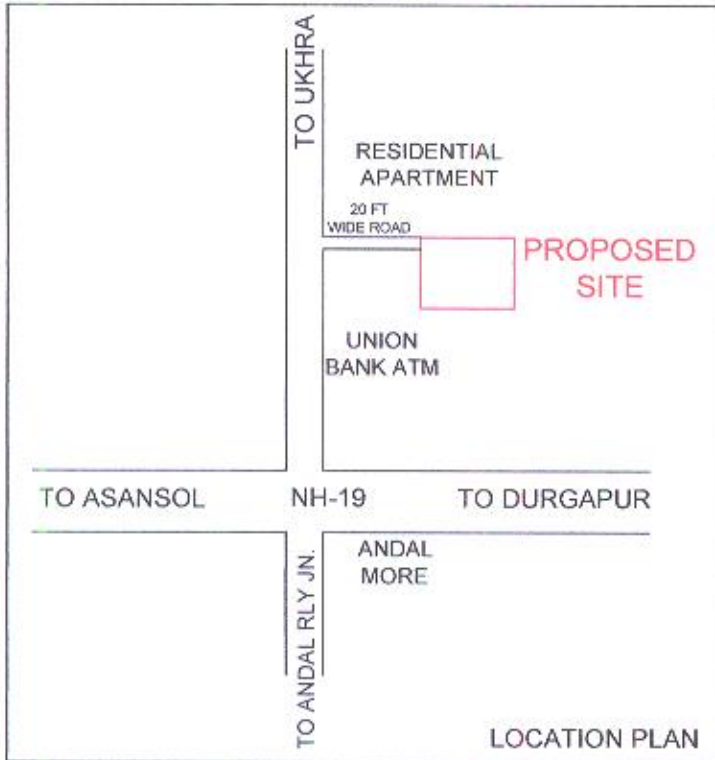 TO UKHRA
RESIDENTIAL
APARTMENT
20 FT
WIDE ROAD
PROPOSED
SITE
UNION
BANK ATM
TO ASANSOL
NH-19
TO DURGAPUR
ANDAL
MORE
TO ANDAL RLY JN.
LOCATION PLAN